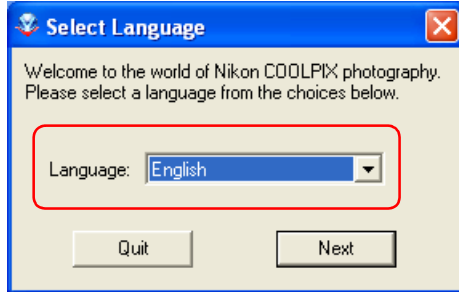 Select Language
Welcome to the world of Nikon COOLPIX photography.
Please select a language from the choices below.
Language: English
Quit Next